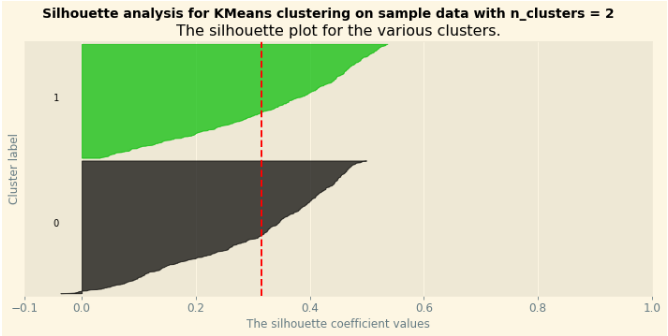 Silhouette analysis for KMeans clustering on sample data with n_clusters = 2
The silhouette plot for the various clusters.
1
Cluster label
0
−0.1 0.0 0.2 0.4 0.6 0.8 1.0
The silhouette coefficient values